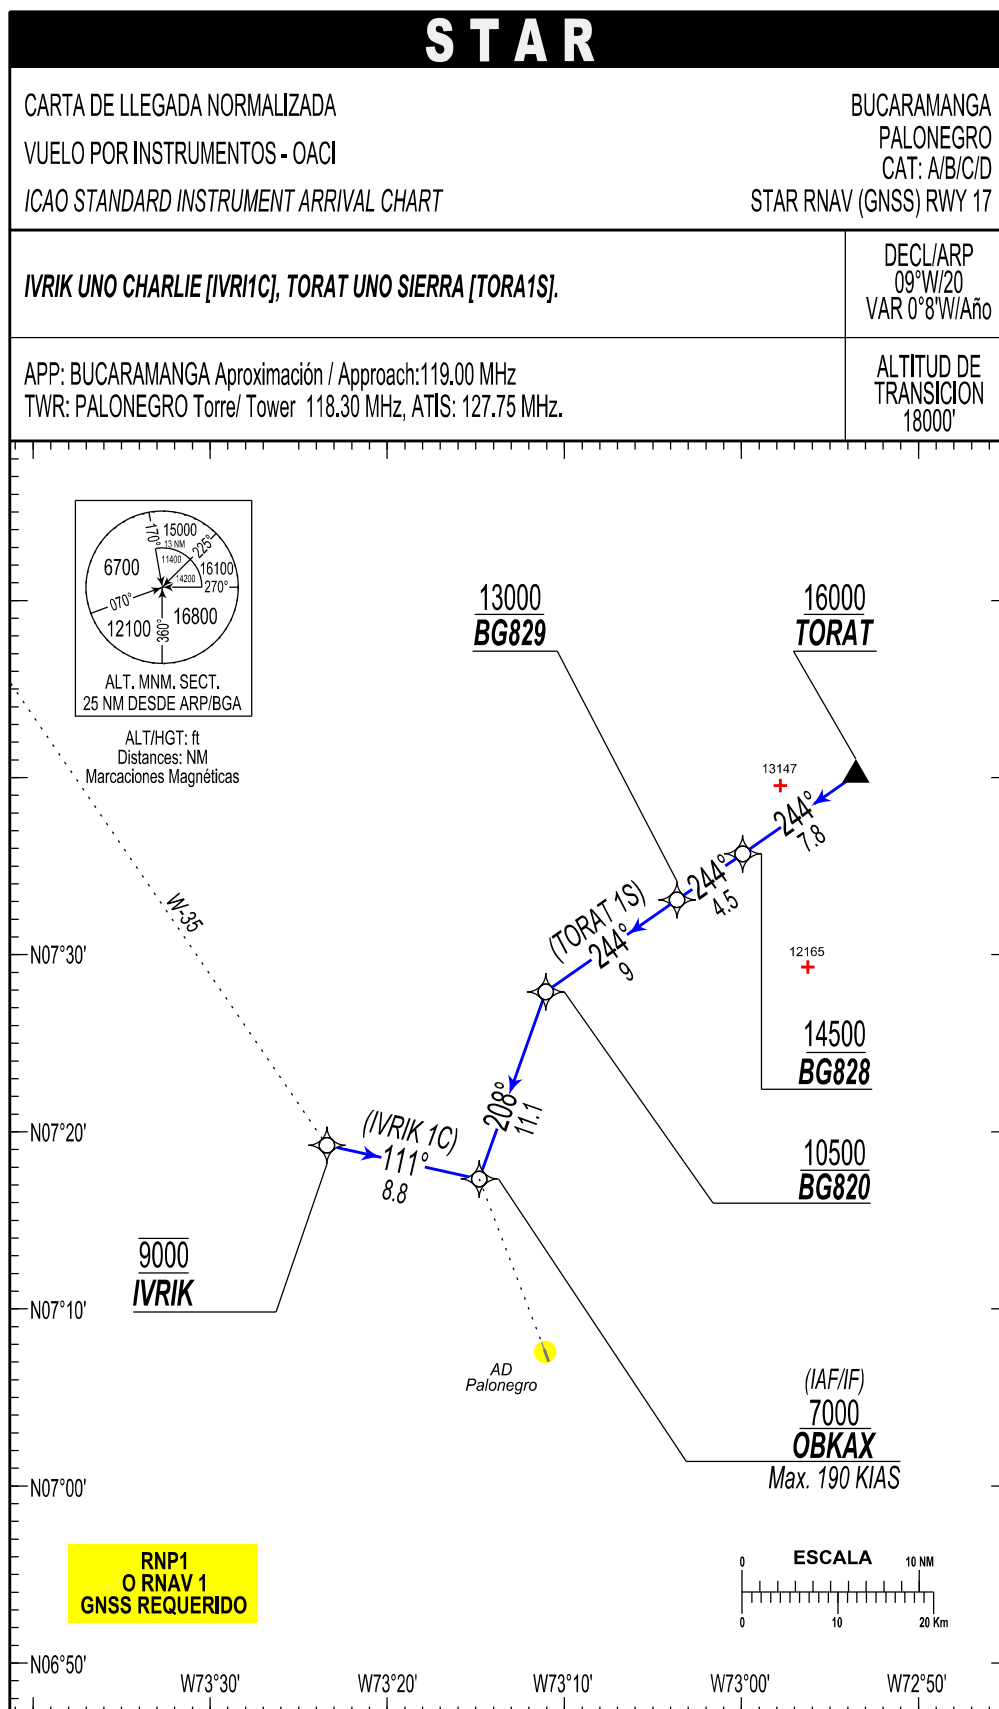 STAR
CARTA DE LLEGADA NORMALIZADA
VUELO POR INSTRUMENTOS - OACI
ICAO STANDARD INSTRUMENT ARRIVAL CHART
BUCARAMANGA
PALONEGRO
CAT: A/B/C/D
STAR RNAV (GNSS) RWY 17
IVRIK UNO CHARLIE [IVRI1C], TORAT UNO SIERRA [TORA1S].
DECL/ARP
09°W/20
VAR 0°8'W/Año
APP: BUCARAMANGA Aproximación / Approach:119.00 MHz
TWR: PALONEGRO Torre/ Tower 118.30 MHz, ATIS: 127.75 MHz.
ALTITUD DE
TRANSICION
18000'
170°
15000
13 NM
225°
11400
6700
16100
14200
270°
070°
16800
12100
360°
ALT. MNM. SECT.
25 NM DESDE ARP/BGA
ALT/HGT: ft
Distances: NM
Marcaciones Magnéticas
13000
BG829
16000
TORAT
13147
244°
7.8
244°
4.5
(TORAT 1S)
244°
9
W-35
N07°30'
12165
14500
BG828
208°
11.1
N07°20'
(IVRIK 1C)
111°
8.8
10500
BG820
9000
IVRIK
N07°10'
AD
Palonegro
(IAF/IF)
7000
OBKAX
Max. 190 KIAS
N07°00'
RNP1
O RNAV 1
GNSS REQUERIDO
ESCALA
0 10 NM
0 10 20 Km
N06°50'
W73°30' W73°20' W73°10' W73°00' W72°50'